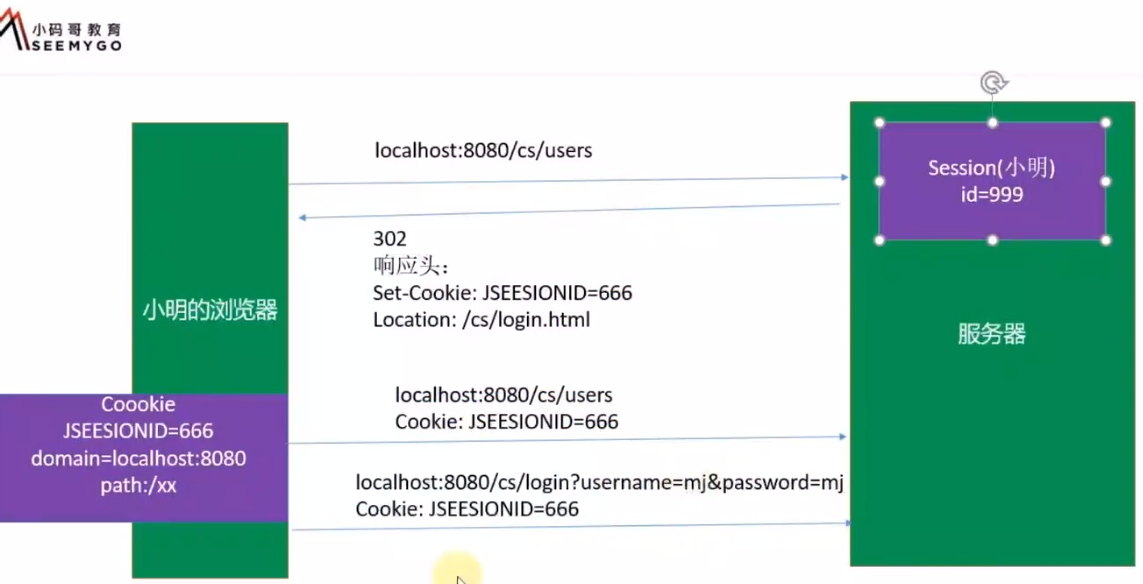 小码哥教育
SEEMYGO
localhost:8080/cs/users
Session(小明)
id=999
302
响应头：
Set-Cookie: JSEESIONID=666
Location: /cs/login.html
小明的浏览器
服务器
localhost:8080/cs/users
Cookie: JSEESIONID=666
Coookie
JSEESIONID=666
domain=localhost:8080
path:/xx
localhost:8080/cs/login?username=mj&password=mj
Cookie: JSEESIONID=666